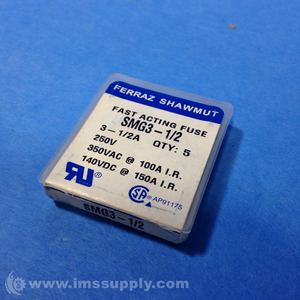 FERRAZ SHAWMUT
FAST ACTING FUSE
SMG3-1/2
3-1/2A QTY: 5
250V
350VAC @ 100A I.R.
140VDC @ 150A I.R.
AP91175
SMG3-1/2
© www.imssupply.com